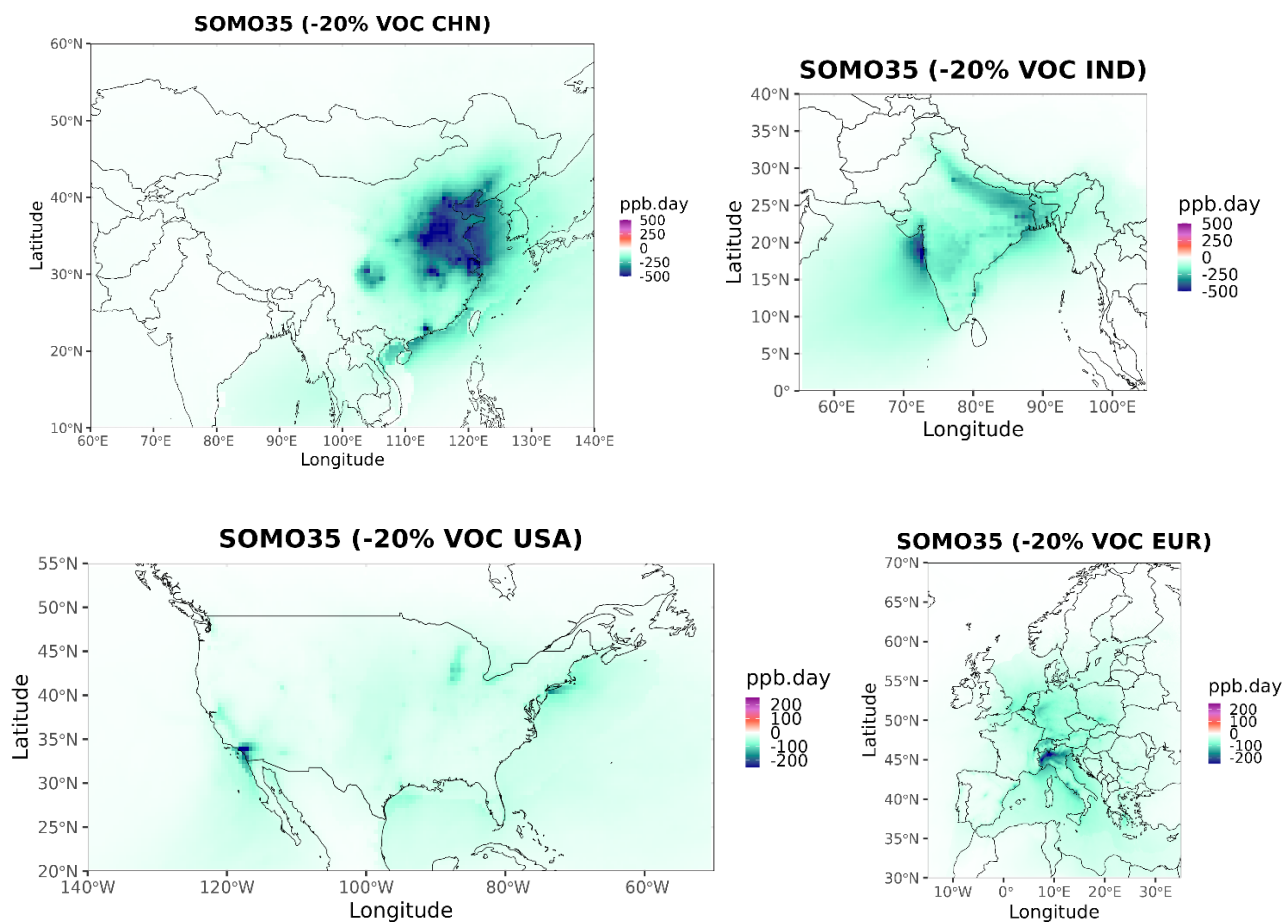 SOMO35 (-20% VOC CHN)
60°N
50°N
40°N
30°N
20°N
10°N
Latitude
60°E 70°E 80°E 90°E 100°E 110°E 120°E 130°E 140°E
Longitude
ppb.day
500
250
0
-250
-500
SOMO35 (-20% VOC IND)
40°N
35°N
30°N
25°N
20°N
15°N
10°N
5°N
0°
Latitude
60°E 70°E 80°E 90°E 100°E
Longitude
ppb.day
500
250
0
-250
-500
SOMO35 (-20% VOC USA)
55°N
50°N
45°N
40°N
35°N
30°N
25°N
20°N
Latitude
140°W 120°W 100°W 80°W 60°W
Longitude
ppb.day
200
100
0
-100
-200
SOMO35 (-20% VOC EUR)
70°N
65°N
60°N
55°N
50°N
45°N
40°N
35°N
30°N
Latitude
10°W 0° 10°E 20°E 30°E
Longitude
ppb.day
200
100
0
-100
-200